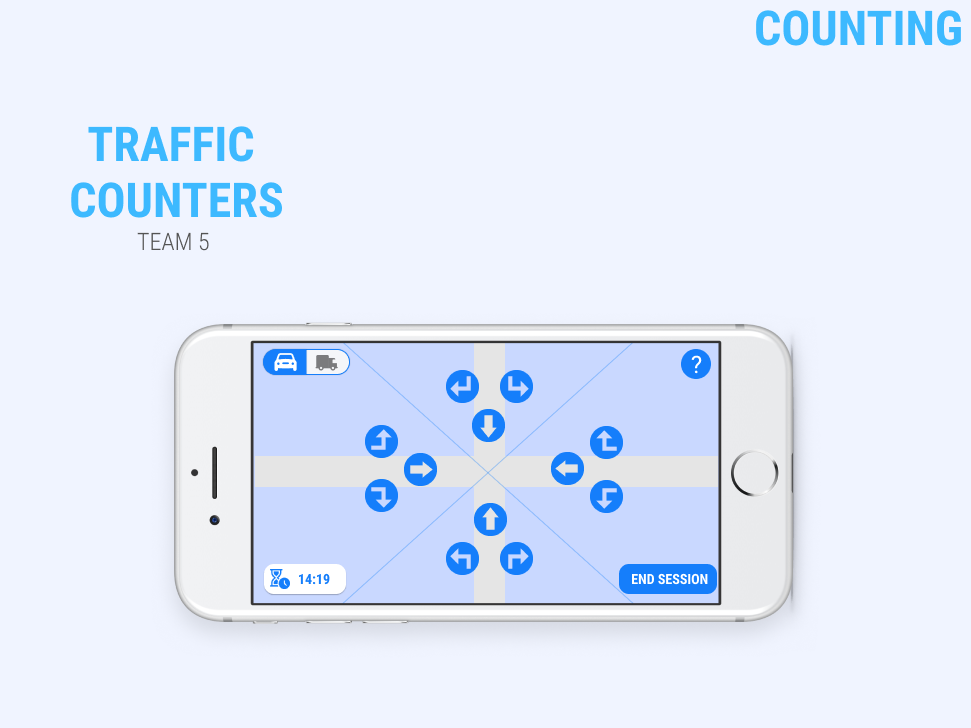 COUNTING
TRAFFIC
COUNTERS
TEAM 5
?
14:19
END SESSION